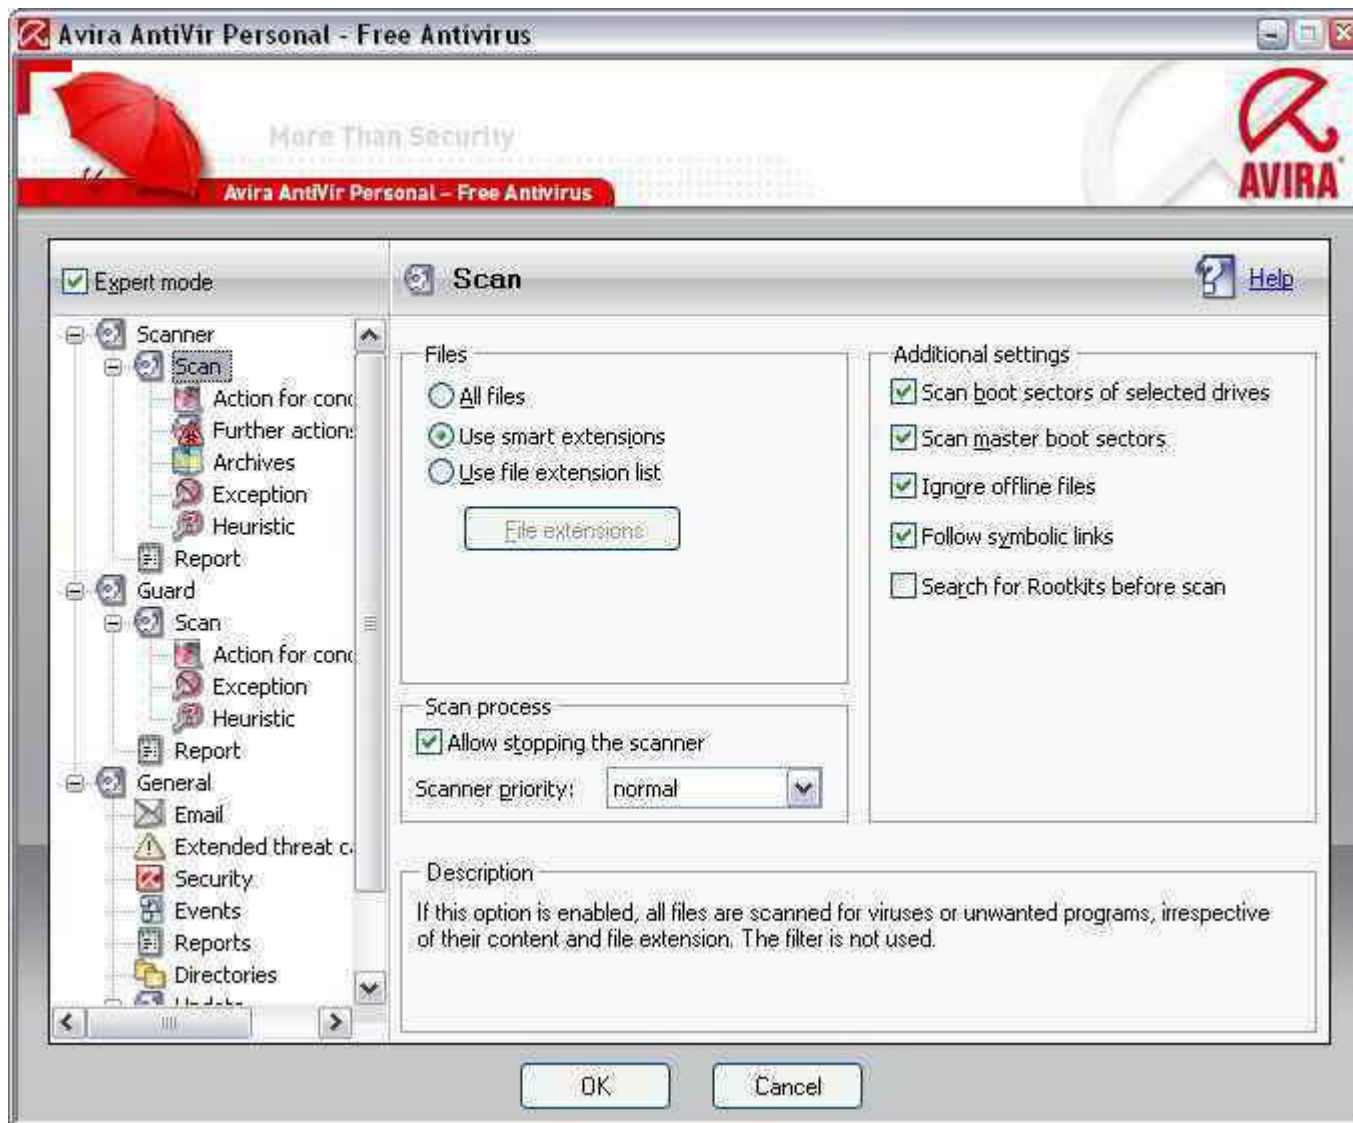 Avira AntiVir Personal - Free Antivirus
More Than Security
Avira AntiVir Personal – Free Antivirus
AVIRA
Expert mode
Scan
Help
Scanner
Scan
Action for conc
Further actions
Archives
Exception
Heuristic
Report
Guard
Scan
Action for conc
Exception
Heuristic
Report
General
Email
Extended threat ca
Security
Events
Reports
Directories
Update
Files
All files
Use smart extensions
Use file extension list
File extensions
Additional settings
Scan boot sectors of selected drives
Scan master boot sectors
Ignore offline files
Follow symbolic links
Search for Rootkits before scan
Scan process
Allow stopping the scanner
Scanner priority: normal
Description
If this option is enabled, all files are scanned for viruses or unwanted programs, irrespective
of their content and file extension. The filter is not used.
OK
Cancel